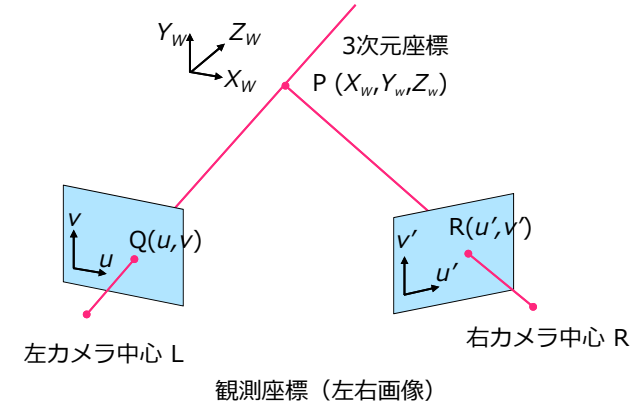 Y_W
Z_W
X_W
3次元座標
P (X_W,Y_w,Z_w)
v
u
Q(u,v)
v′
u′
R(u′,v′)
左カメラ中心 L
右カメラ中心 R
観測座標（左右画像）